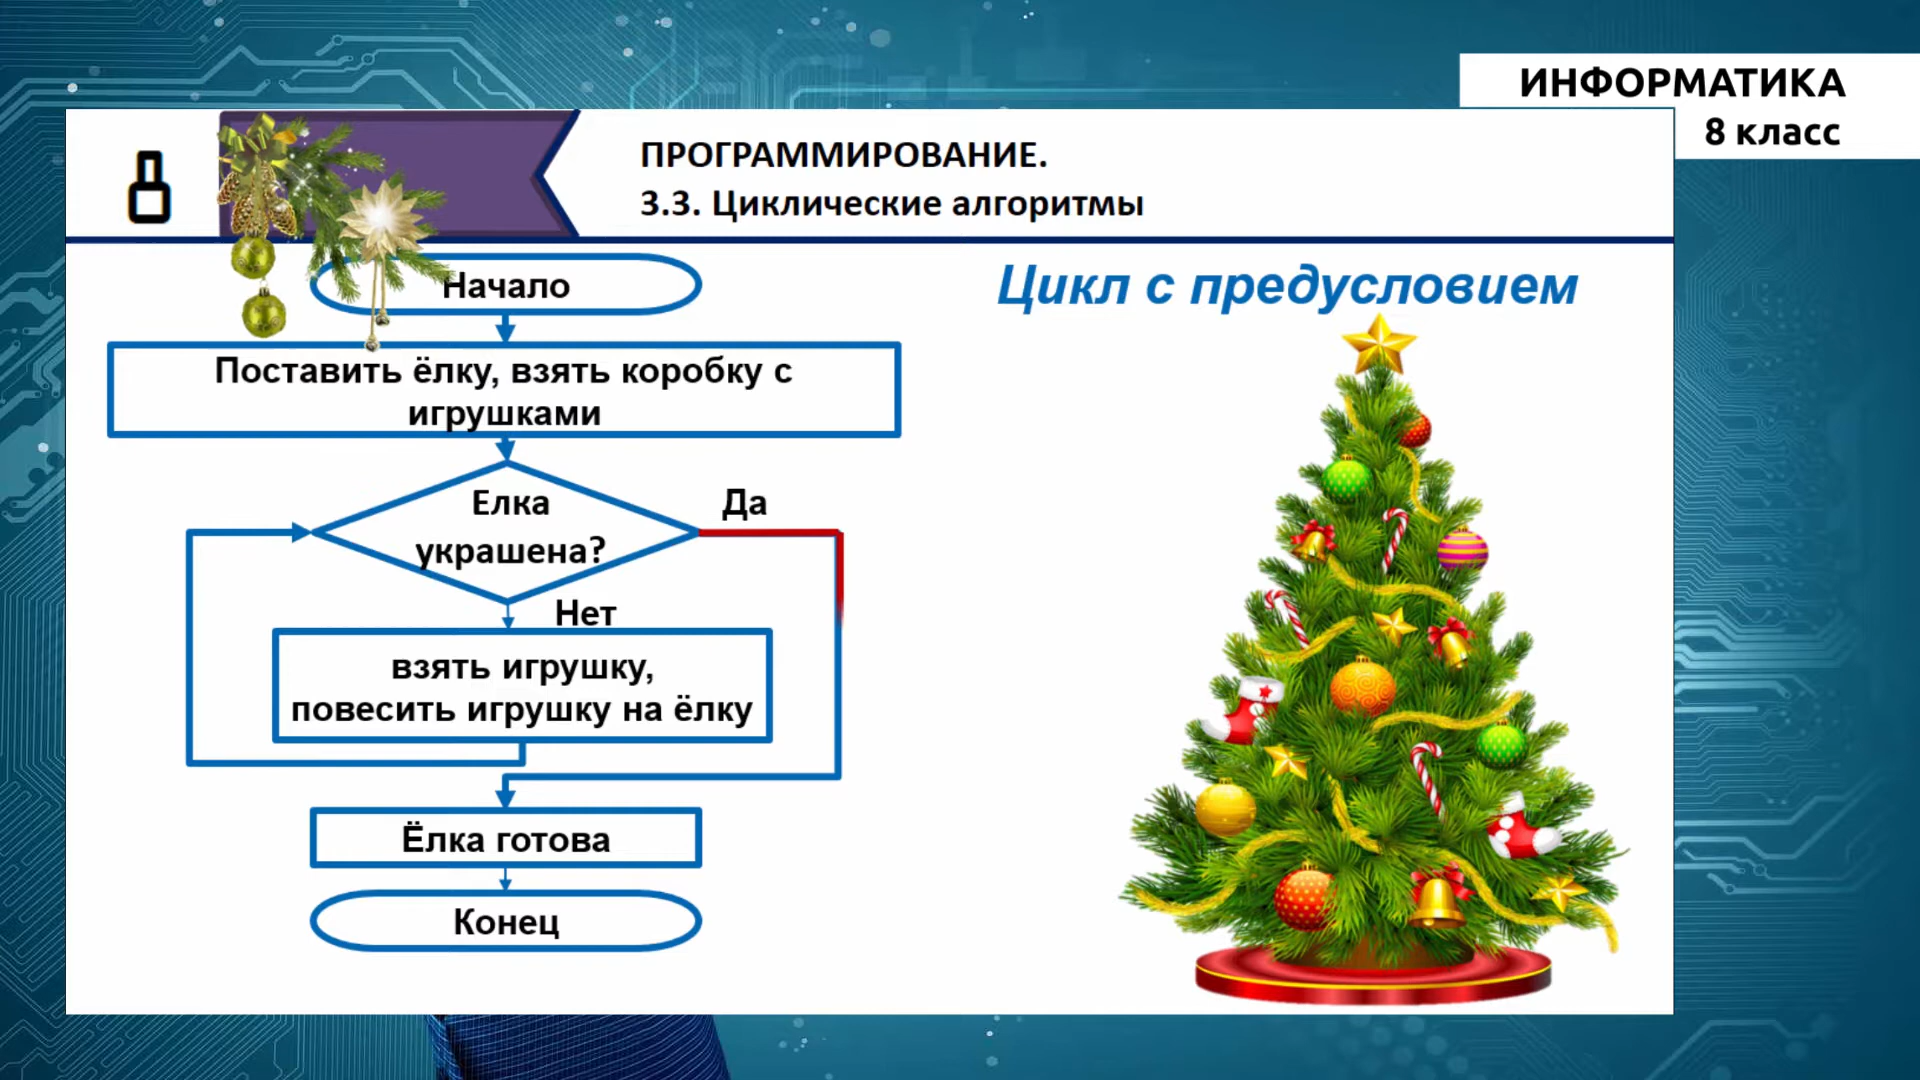 ИНФОРМАТИКА
8 класс
8
ПРОГРАММИРОВАНИЕ.
3.3. Циклические алгоритмы
Цикл с предусловием
Начало
Поставить ёлку, взять коробку с
игрушками
Елка
украшена?
Да
Нет
взять игрушку,
повесить игрушку на ёлку
Ёлка готова
Конец